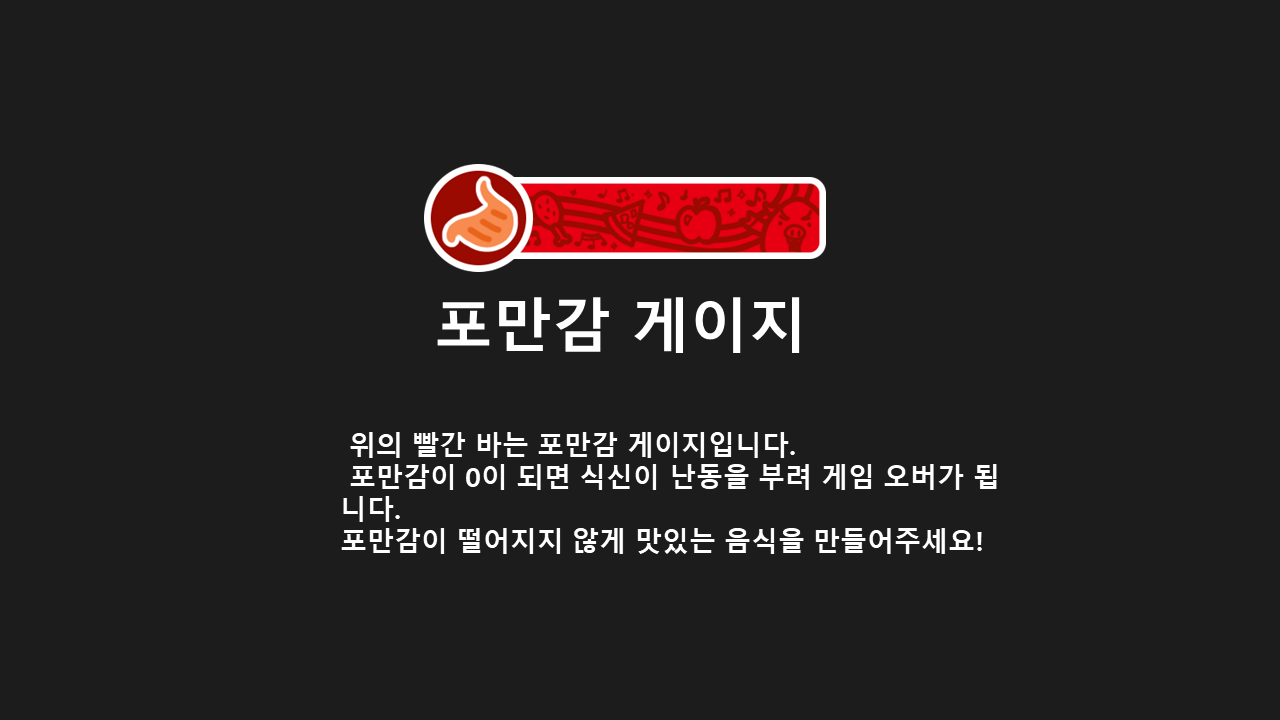 포만감 게이지
위의 빨간 바는 포만감 게이지입니다.
포만감이 0이 되면 식신이 난동을 부려 게임 오버가 됩
니다.
포만감이 떨어지지 않게 맛있는 음식을 만들어주세요!